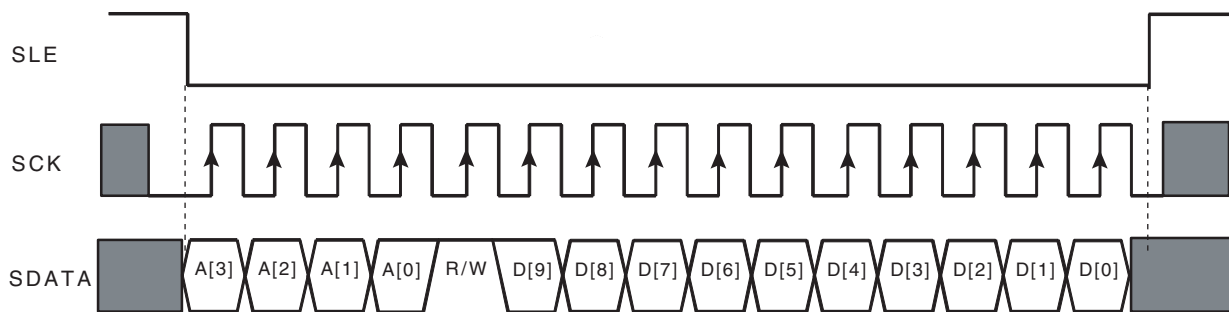 SLE
SCK
SDATA A[3] A[2] A[1] A[0] R/W D[9] D[8] D[7] D[6] D[5] D[4] D[3] D[2] D[1] D[0]